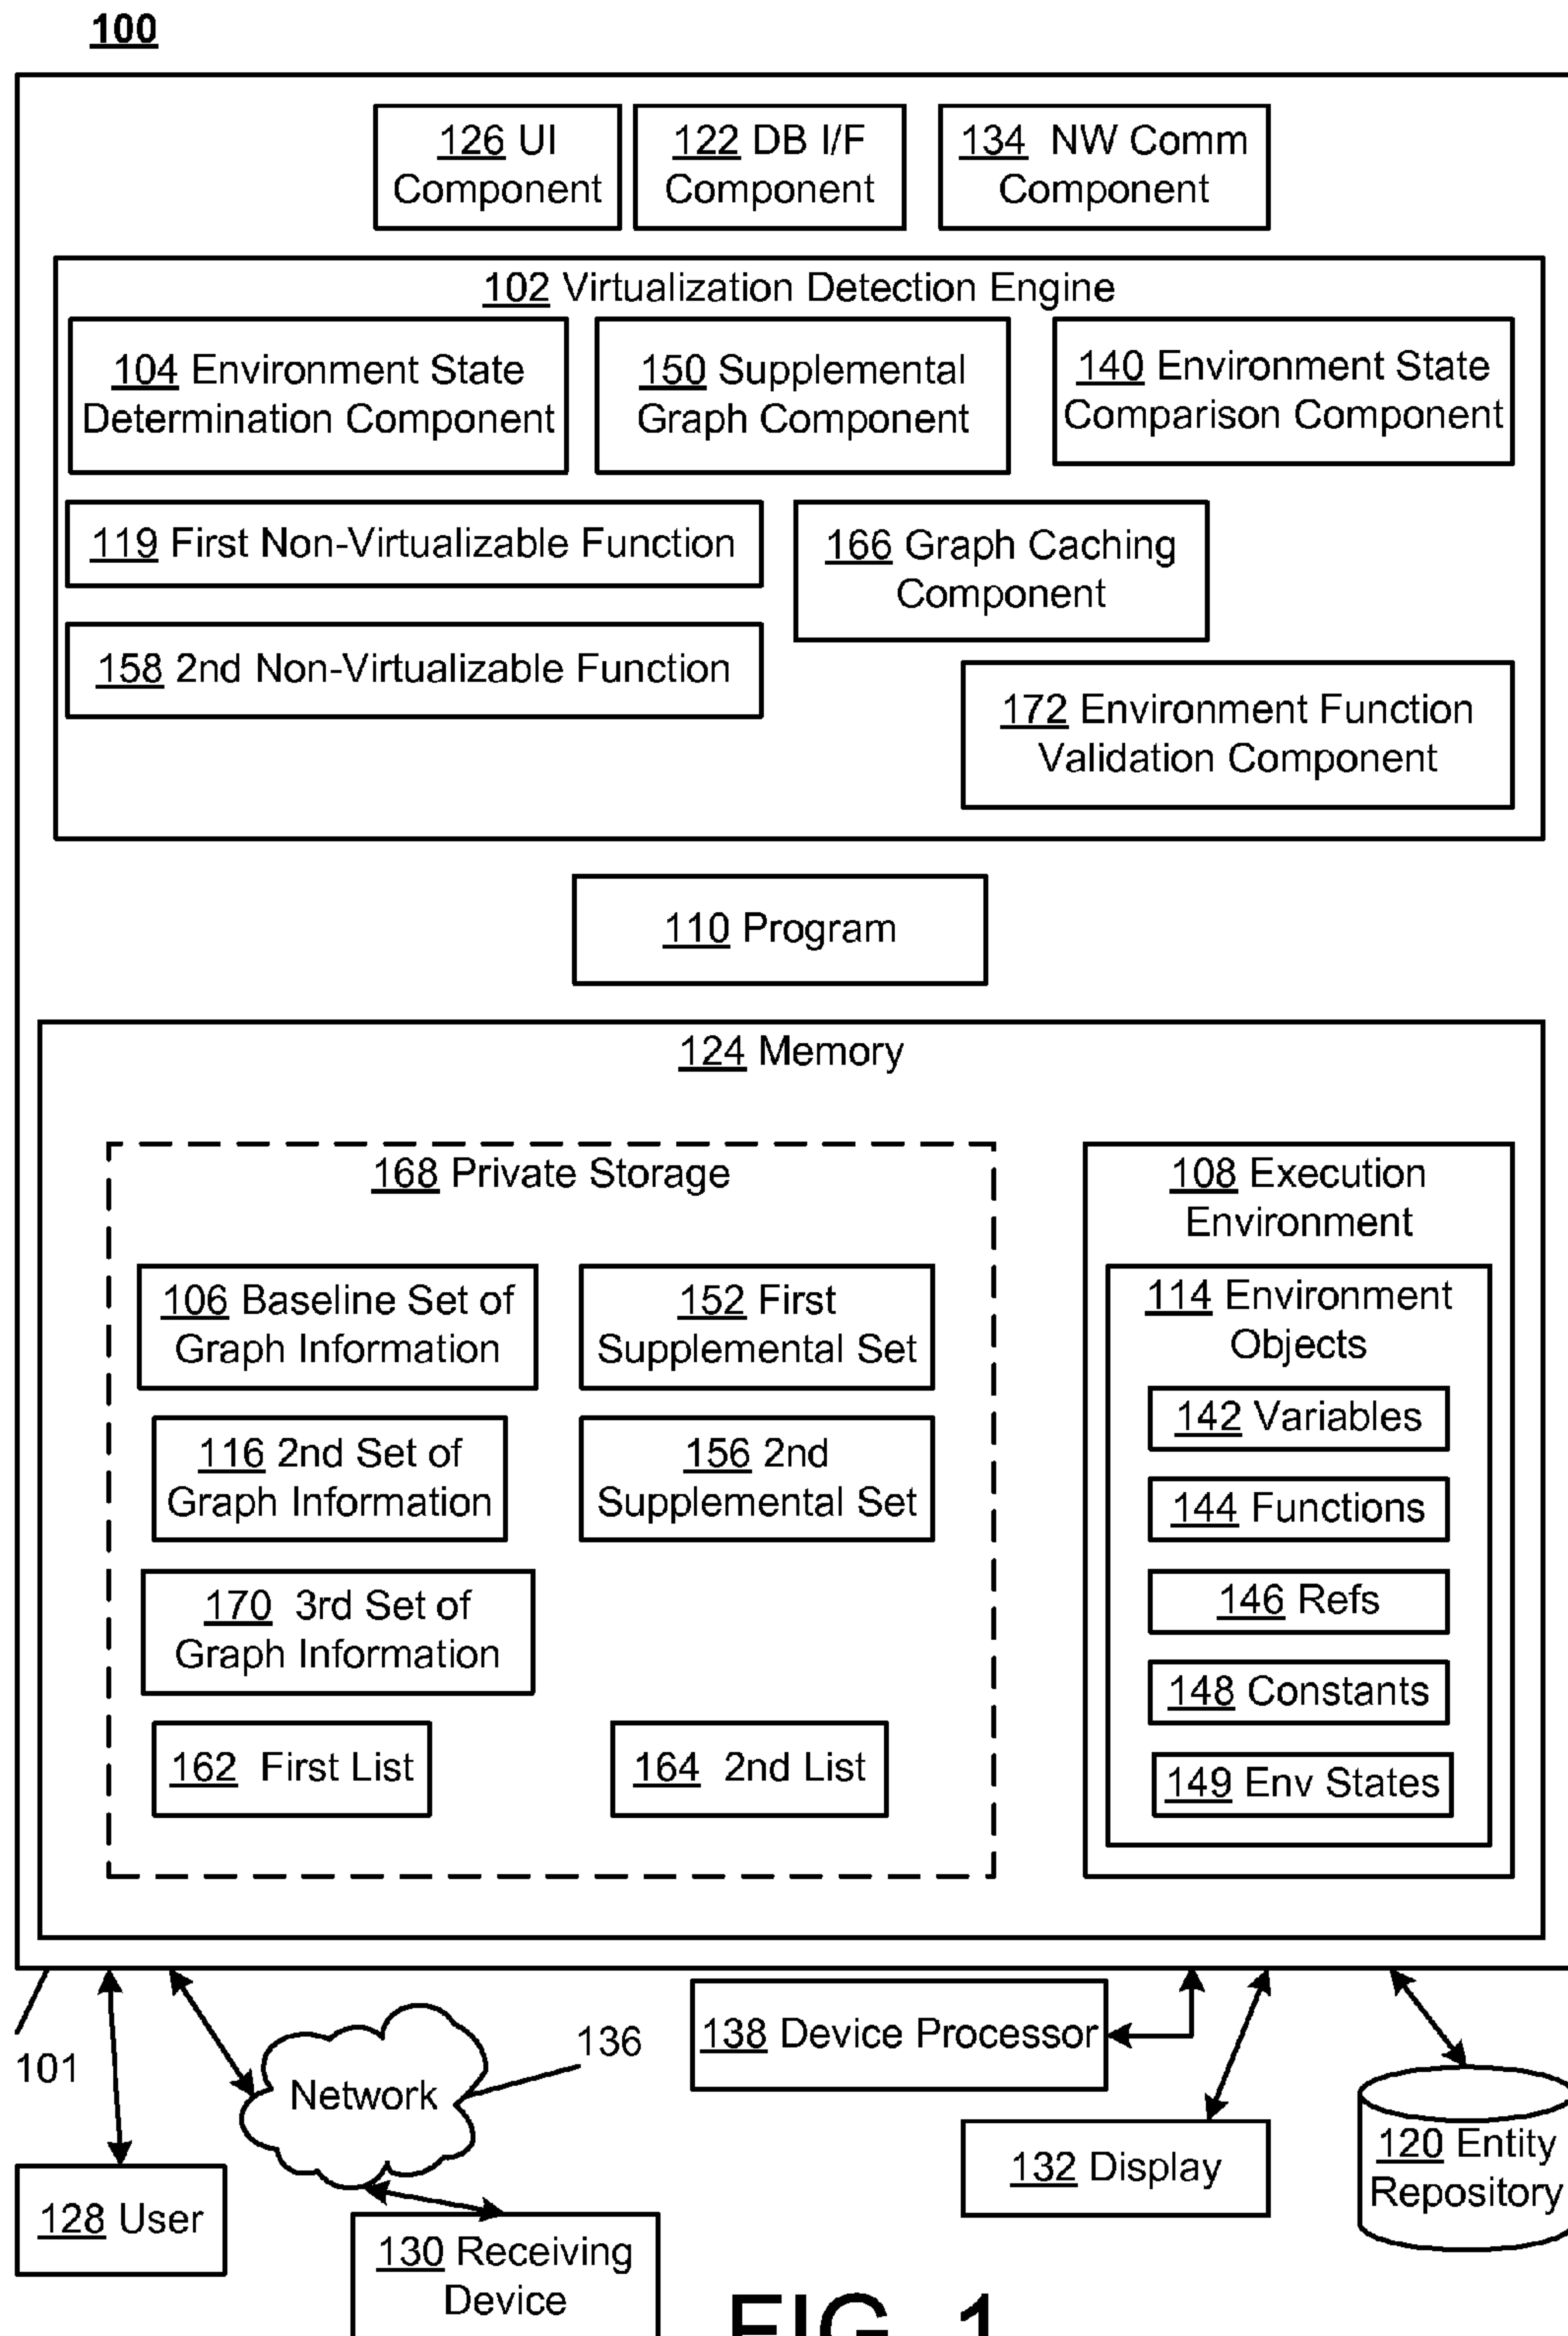 100
126 UI
Component
122 DB I/F
Component
134 NW Comm
Component
102 Virtualization Detection Engine
104 Environment State
Determination Component
150 Supplemental
Graph Component
140 Environment State
Comparison Component
119 First Non-Virtualizable Function
166 Graph Caching
Component
158 2nd Non-Virtualizable Function
172 Environment Function
Validation Component
110 Program
124 Memory
168 Private Storage
106 Baseline Set of
Graph Information
152 First
Supplemental Set
116 2nd Set of
Graph Information
156 2nd
Supplemental Set
170 3rd Set of
Graph Information
162 First List
164 2nd List
108 Execution
Environment
114 Environment
Objects
142 Variables
144 Functions
146 Refs
148 Constants
149 Env States
101
136
Network
138 Device Processor
128 User
130 Receiving
Device
132 Display
120 Entity
Repository
FIG. 1